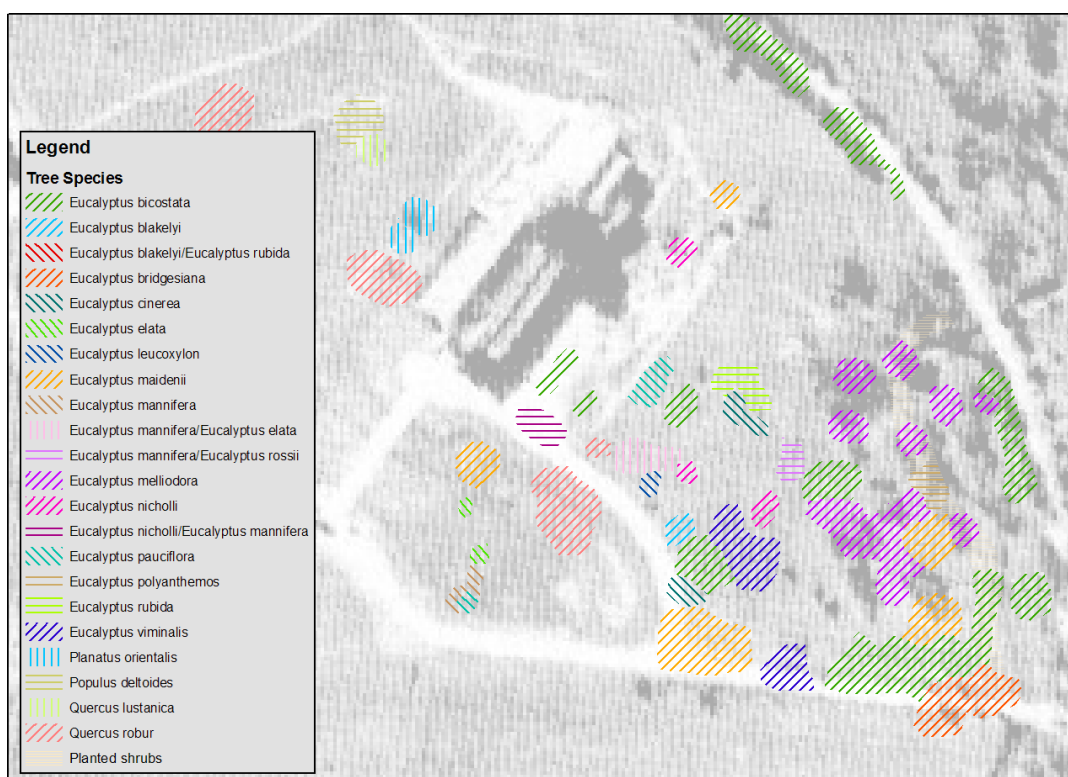 Legend
Tree Species
Eucalyptus bicostata
Eucalyptus blakelyi
Eucalyptus blakelyi/Eucalyptus rubida
Eucalyptus bridgesiana
Eucalyptus cinerea
Eucalyptus elata
Eucalyptus leucoxylon
Eucalyptus maidenii
Eucalyptus mannifera
Eucalyptus mannifera/Eucalyptus elata
Eucalyptus mannifera/Eucalyptus rossii
Eucalyptus melliodora
Eucalyptus nicholli
Eucalyptus nicholli/Eucalyptus mannifera
Eucalyptus pauciflora
Eucalyptus polyanthemos
Eucalyptus rubida
Eucalyptus viminalis
Planatus orientalis
Populus deltoides
Quercus lustanica
Quercus robur
Planted shrubs